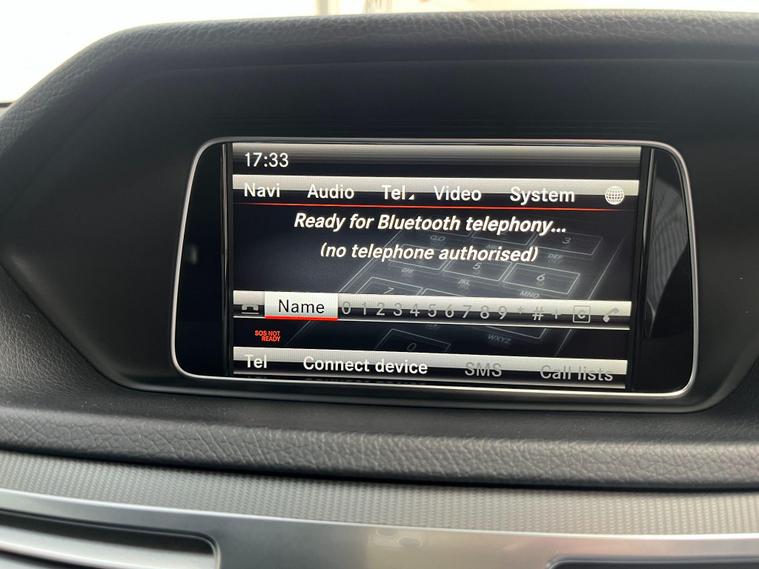 17:33
Navi Audio Tel Video System
Ready for Bluetooth telephony...
(no telephone authorised)
Name 0 1 2 3 4 5 6 7 8 9 * # + C
SOS NOT
READY
Tel Connect device SMS Call lists